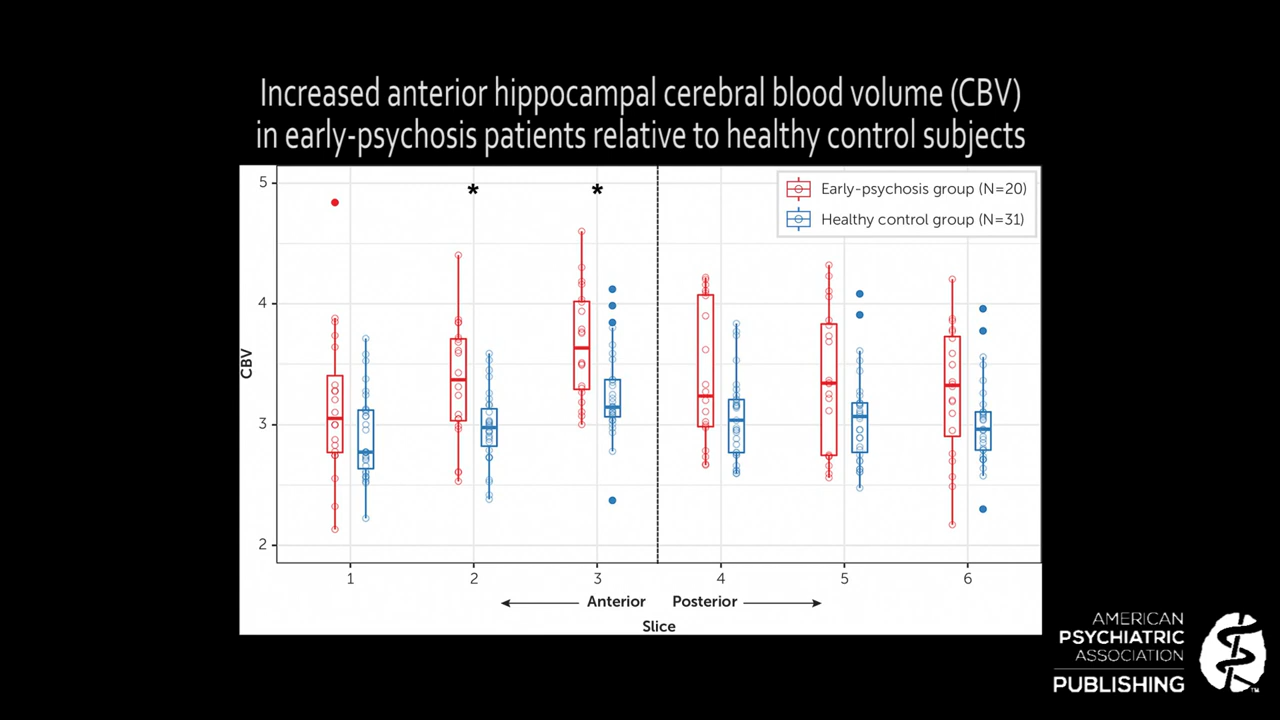 Increased anterior hippocampal cerebral blood volume (CBV)
in early-psychosis patients relative to healthy control subjects
5
*
*
Early-psychosis group (N=20)
Healthy control group (N=31)
4
CBV
3
2
1
2
3
4
5
6
Anterior
Posterior
Slice
AMERICAN
PSYCHIATRIC
ASSOCIATION
PUBLISHING
TM